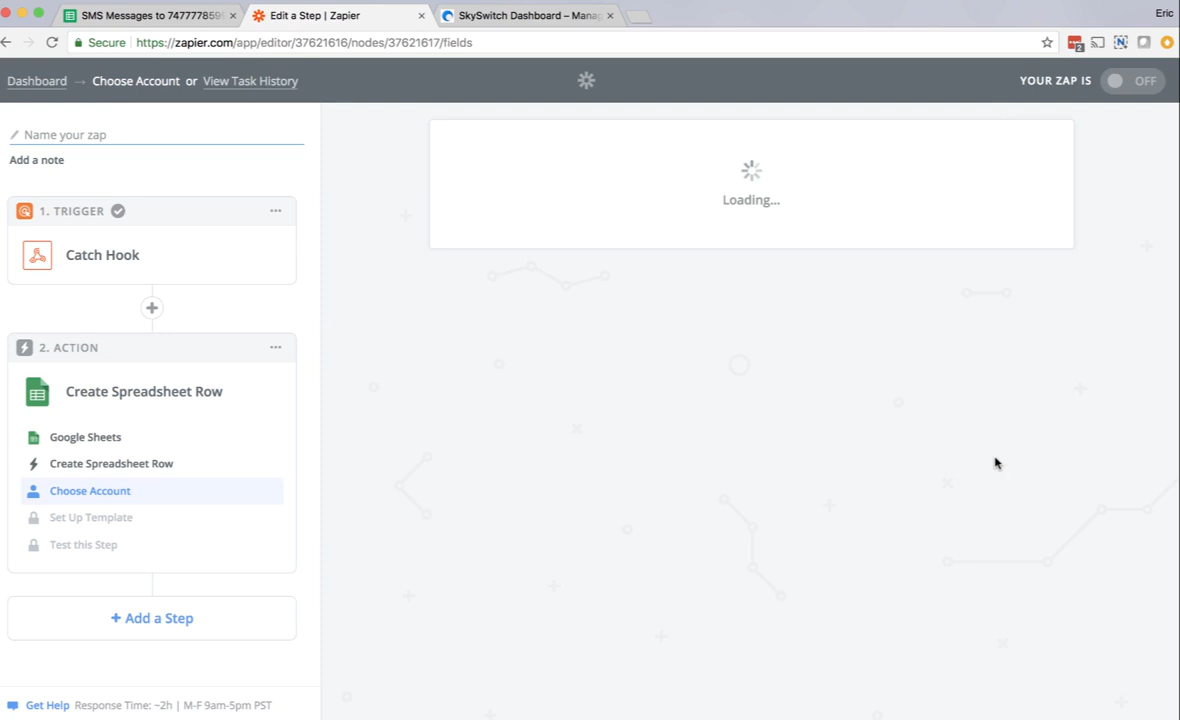 SMS Messages to 7477778595
Edit a Step | Zapier
SkySwitch Dashboard – Manag
Eric
Secure
https://zapier.com/app/editor/37621616/nodes/37621617/fields
2
N
Dashboard → Choose Account or View Task History
YOUR ZAP IS OFF
Name your zap
Add a note
1. TRIGGER
Catch Hook
2. ACTION
Create Spreadsheet Row
Google Sheets
Create Spreadsheet Row
Choose Account
Set Up Template
Test this Step
+ Add a Step
Get Help Response Time: ~2h | M-F 9am-5pm PST
Loading...